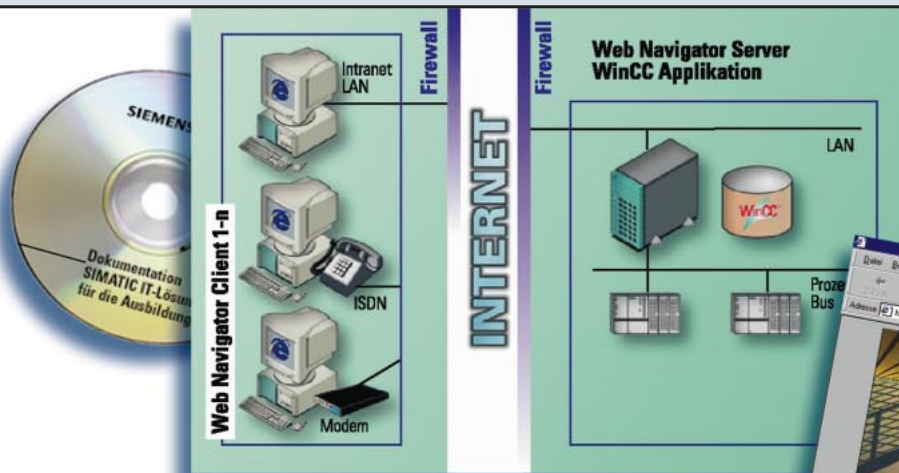 SIEMENS
Dokumentation
SIMATIC IT-Lösun
für die Ausbildung
Web Navigator Client 1-n
Intranet
LAN
ISDN
Modem
Firewall
INTERNET
Firewall
Web Navigator Server
WinCC Applikation
LAN
WinCC
Proze
Bus
Datei
Adresse